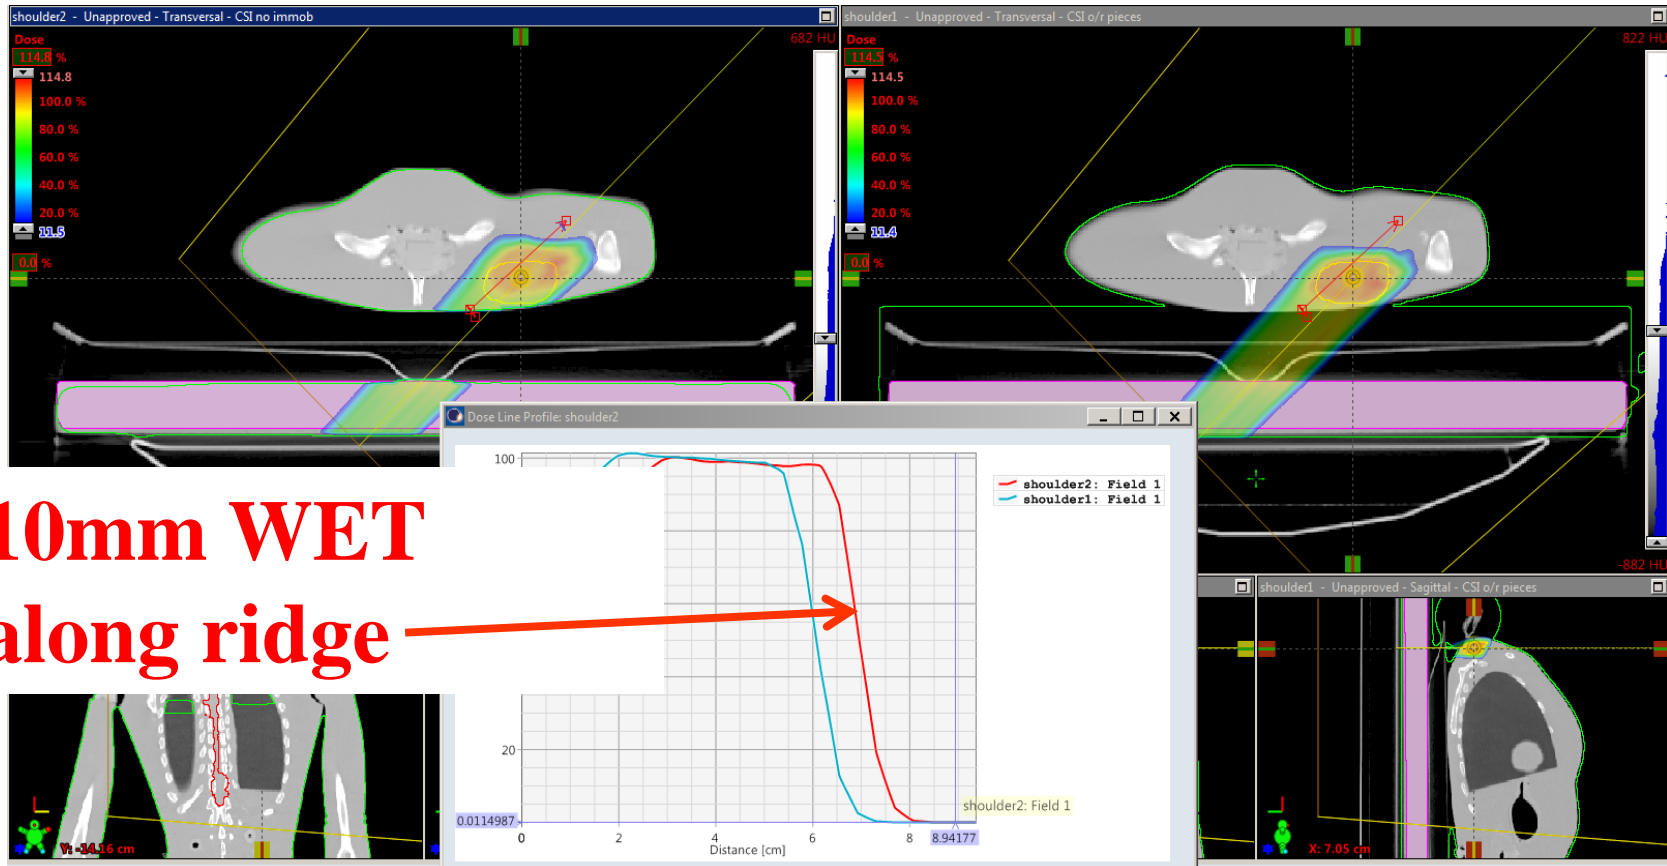 shoulder2 - Unapproved - Transversal - CSI no immob
Dose
114.8 %
114.8
100.0 %
80.0 %
60.0 %
40.0 %
20.0 %
11.5
0.0 %
682 HU
shoulder1 - Unapproved - Transversal - CSI o/r pieces
Dose
114.5 %
114.5
100.0 %
80.0 %
60.0 %
40.0 %
20.0 %
11.4
0.0 %
822 HU
-882 HU
Dose Line Profile: shoulder2
100
20
0.0114987
0
2
4
6
8
8.94177
Distance [cm]
shoulder2: Field 1
shoulder1: Field 1
shoulder2: Field 1
10mm WET
along ridge
Y: -14.16 cm
shoulder1 - Unapproved - Sagittal - CSI o/r pieces
X: 7.05 cm